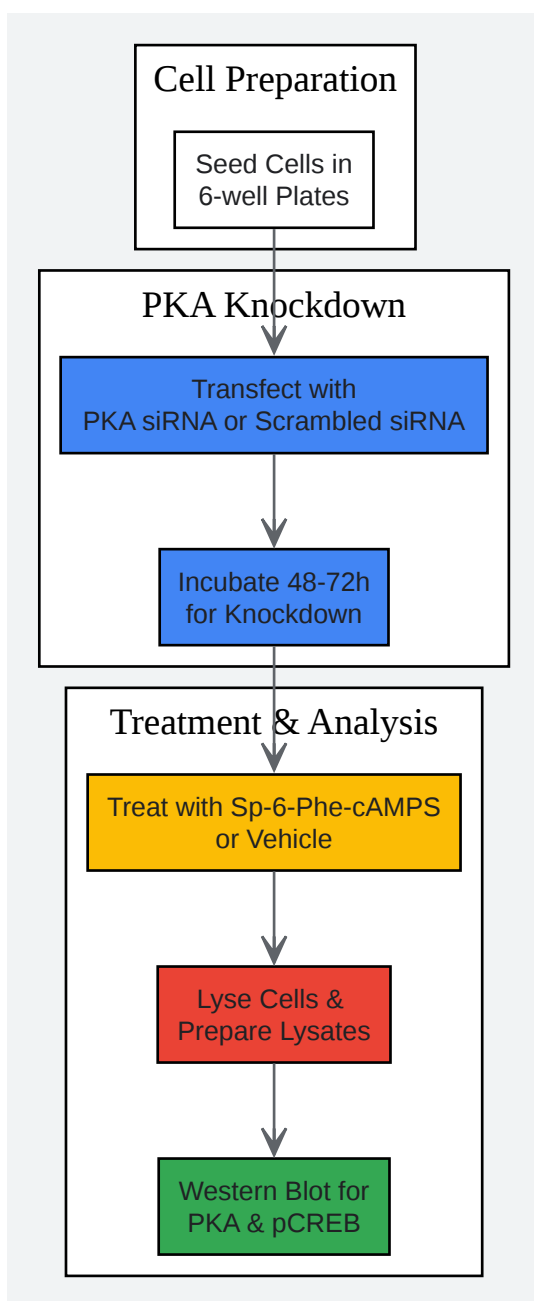 Cell Preparation
Seed Cells in
6-well Plates
PKA Knockdown
Transfect with
PKA siRNA or Scrambled siRNA
Incubate 48-72h
for Knockdown
Treatment & Analysis
Treat with Sp-6-Phe-cAMPS
or Vehicle
Lyse Cells &
Prepare Lysates
Western Blot for
PKA & pCREB